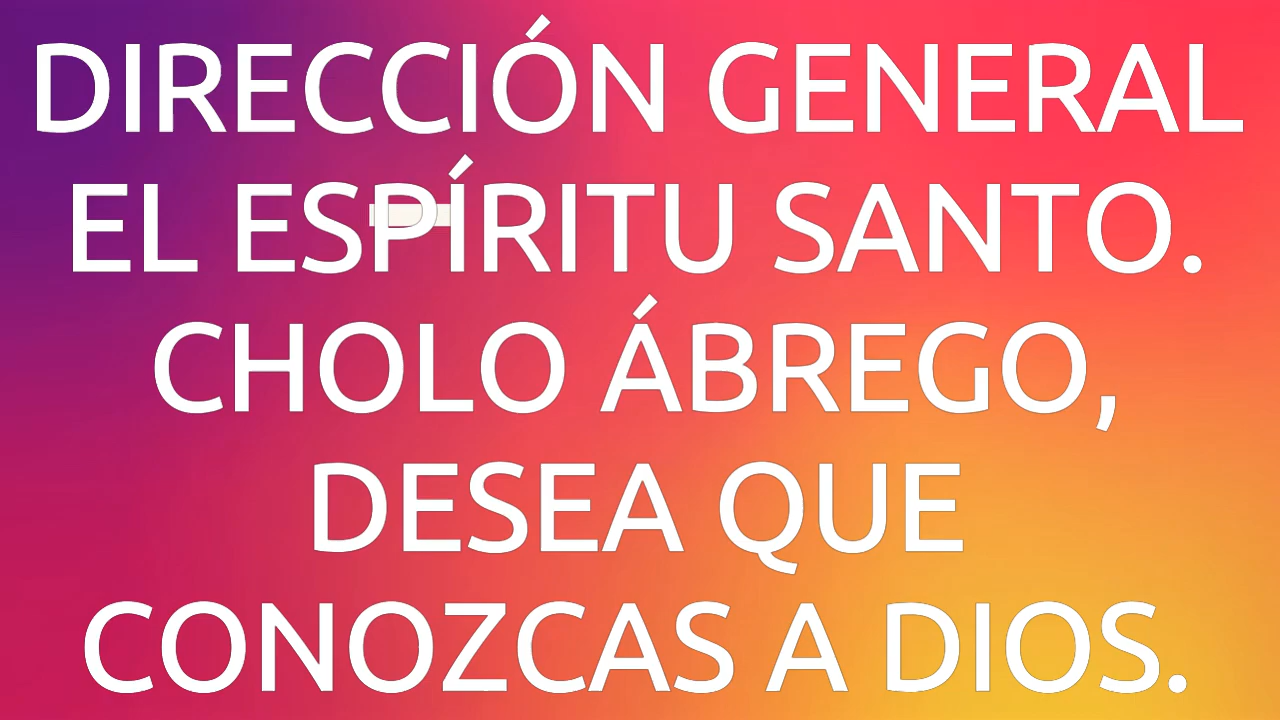 DIRECCIÓN GENERAL
EL ESPÍRITU SANTO.
CHOLO ÁBREGO,
DESEA QUE
CONOZCAS A DIOS.